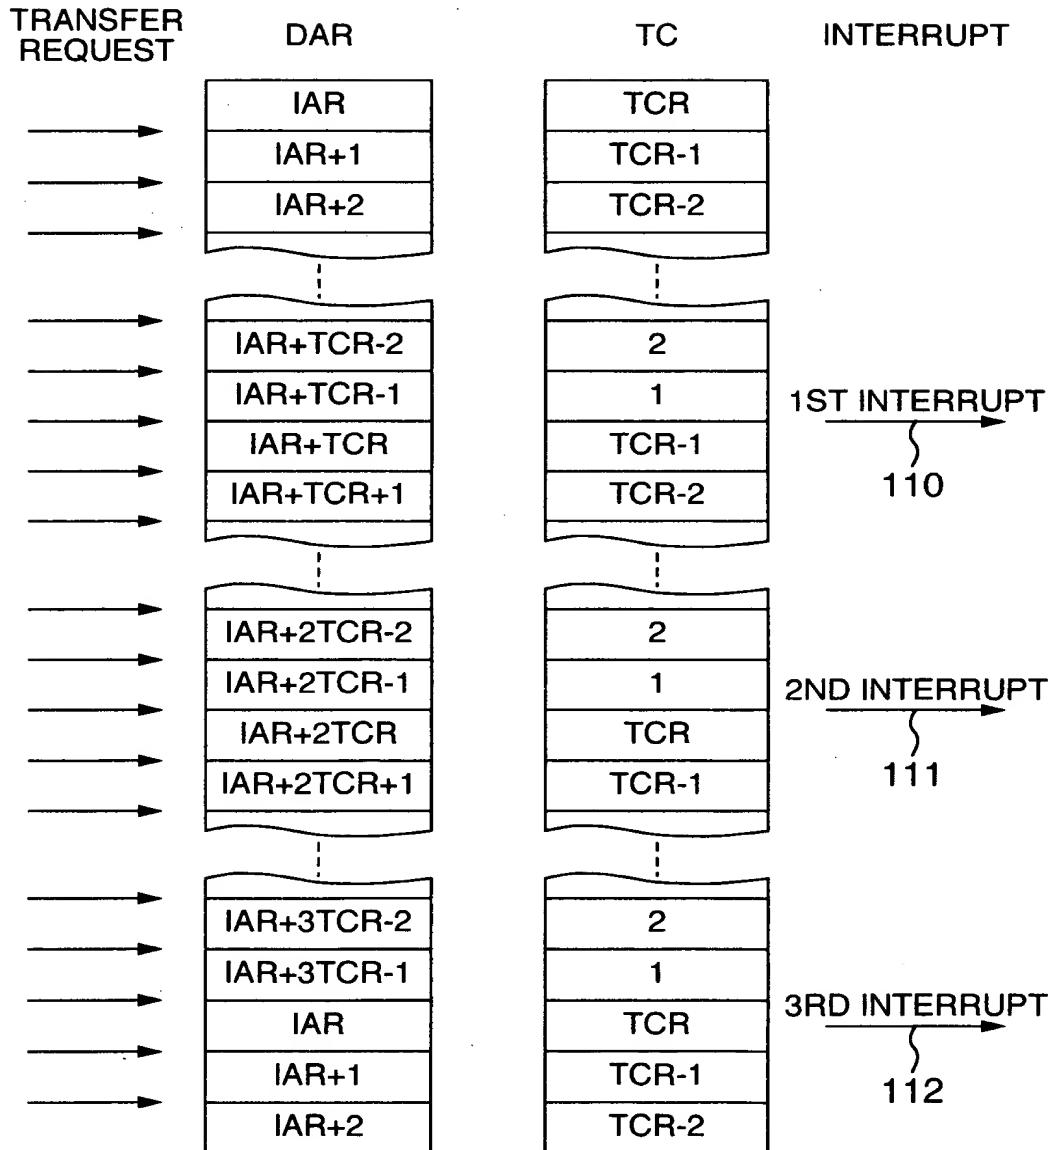 TRANSFER REQUEST DAR TC INTERRUPT
IAR TCR
IAR+1 TCR-1
IAR+2 TCR-2
IAR+TCR-2 2
IAR+TCR-1 1
1ST INTERRUPT
IAR+TCR TCR-1
IAR+TCR+1 TCR-2
110
IAR+2TCR-2 2
IAR+2TCR-1 1
2ND INTERRUPT
IAR+2TCR TCR
IAR+2TCR+1 TCR-1
111
IAR+3TCR-2 2
IAR+3TCR-1 1
3RD INTERRUPT
IAR TCR
IAR+1 TCR-1
112
IAR+2 TCR-2